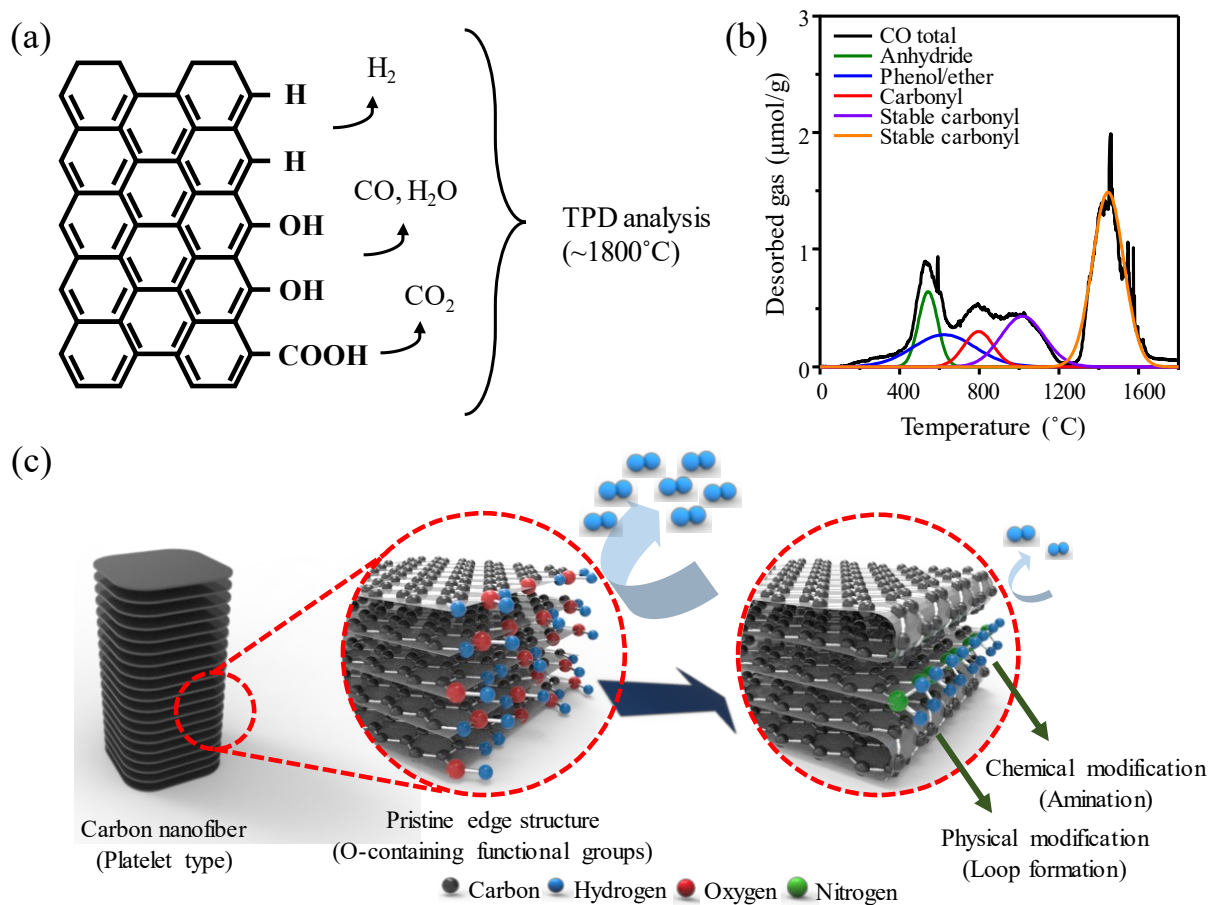 (a)
H
H
OH
OH
COOH
H₂
CO, H₂O
CO₂
TPD analysis
(~1800˚C)
(b)
Desorbed gas (μmol/g)
3
2
1
0
CO total
Anhydride
Phenol/ether
Carbonyl
Stable carbonyl
Stable carbonyl
0 400 800 1200 1600
Temperature (˚C)
(c)
Carbon nanofiber
(Platelet type)
Pristine edge structure
(O-containing functional groups)
Chemical modification
(Amination)
Physical modification
(Loop formation)
Carbon Hydrogen Oxygen Nitrogen